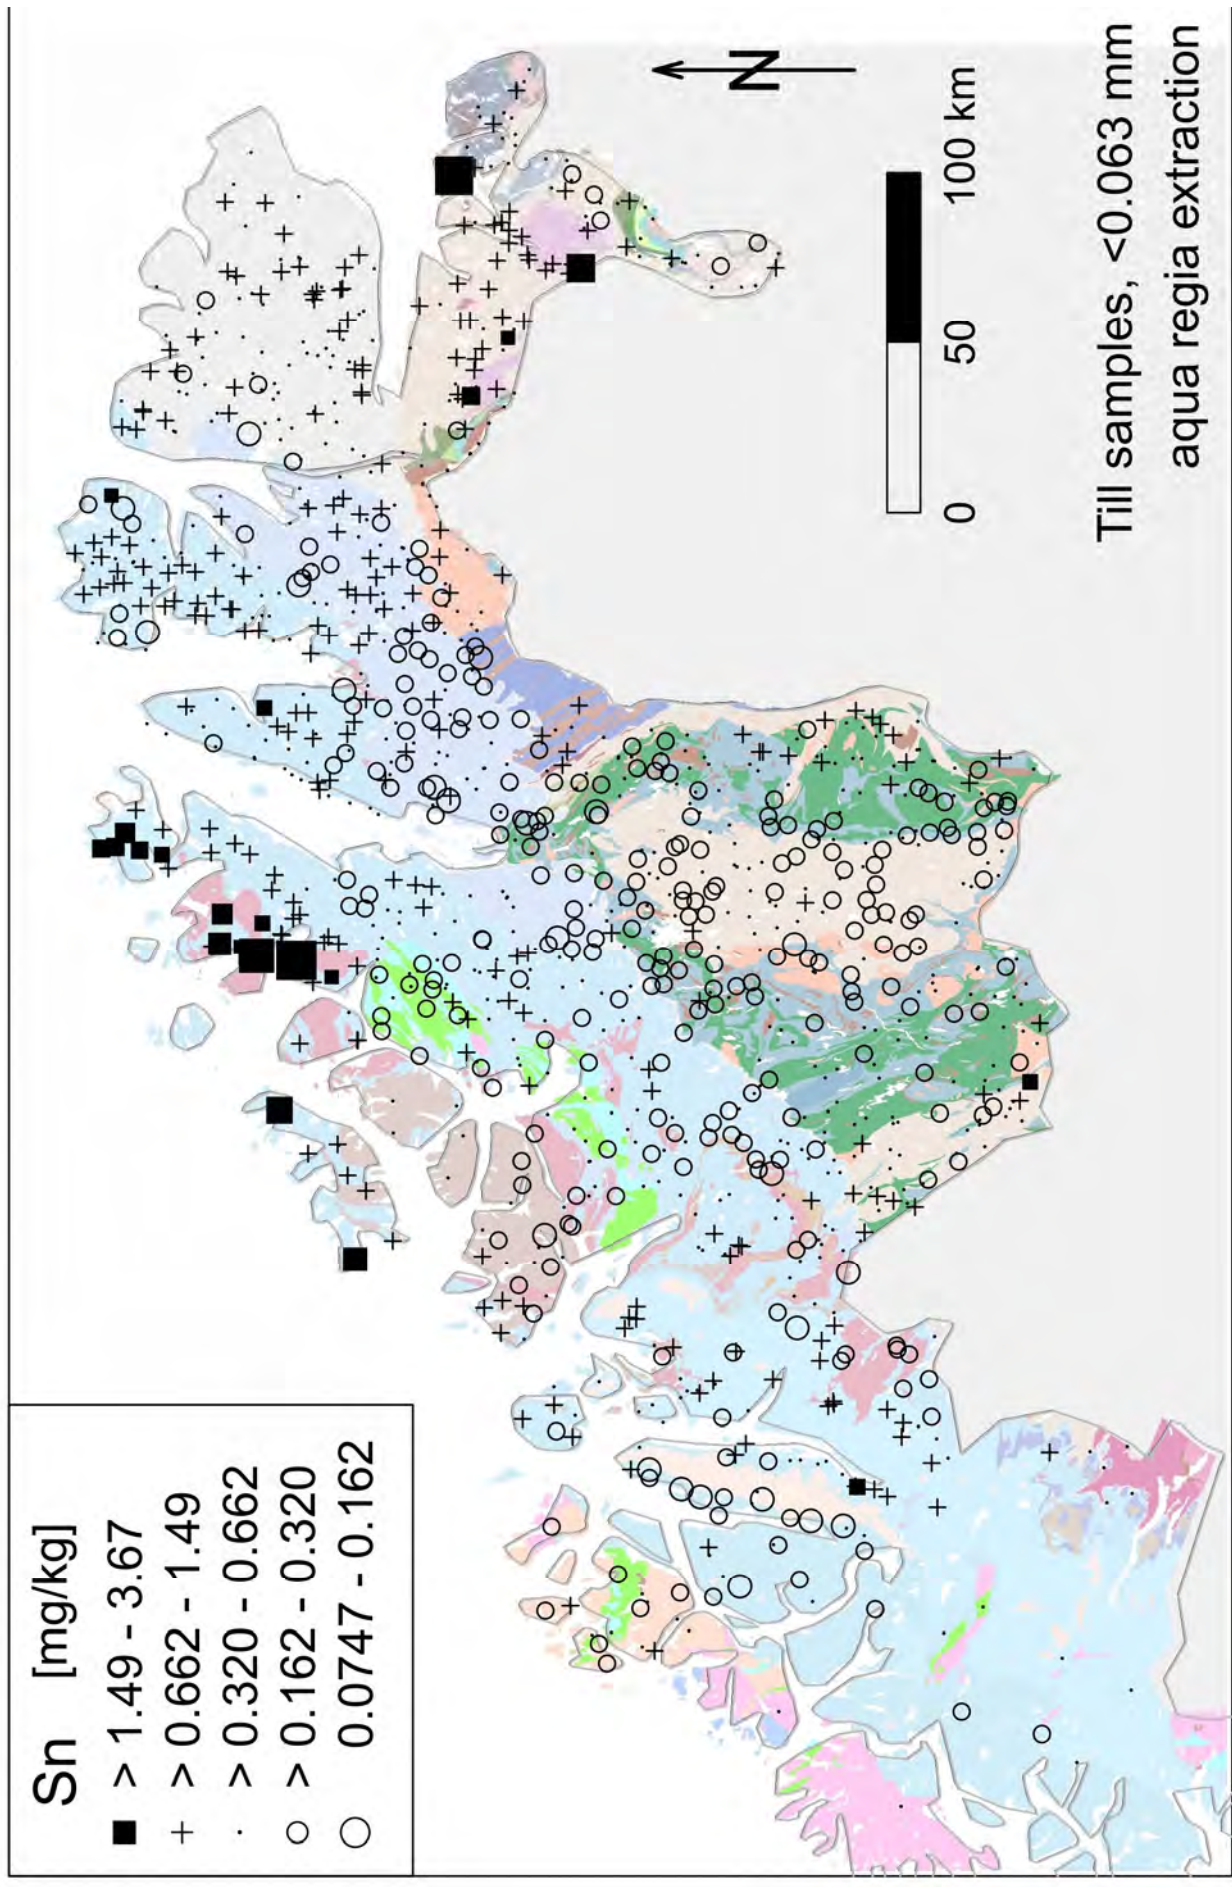 Sn [mg/kg]
> 1.49 - 3.67
> 0.662 - 1.49
> 0.320 - 0.662
> 0.162 - 0.320
0.0747 - 0.162
N
0 50 100 km
Till samples, <0.063 mm
aqua regia extraction